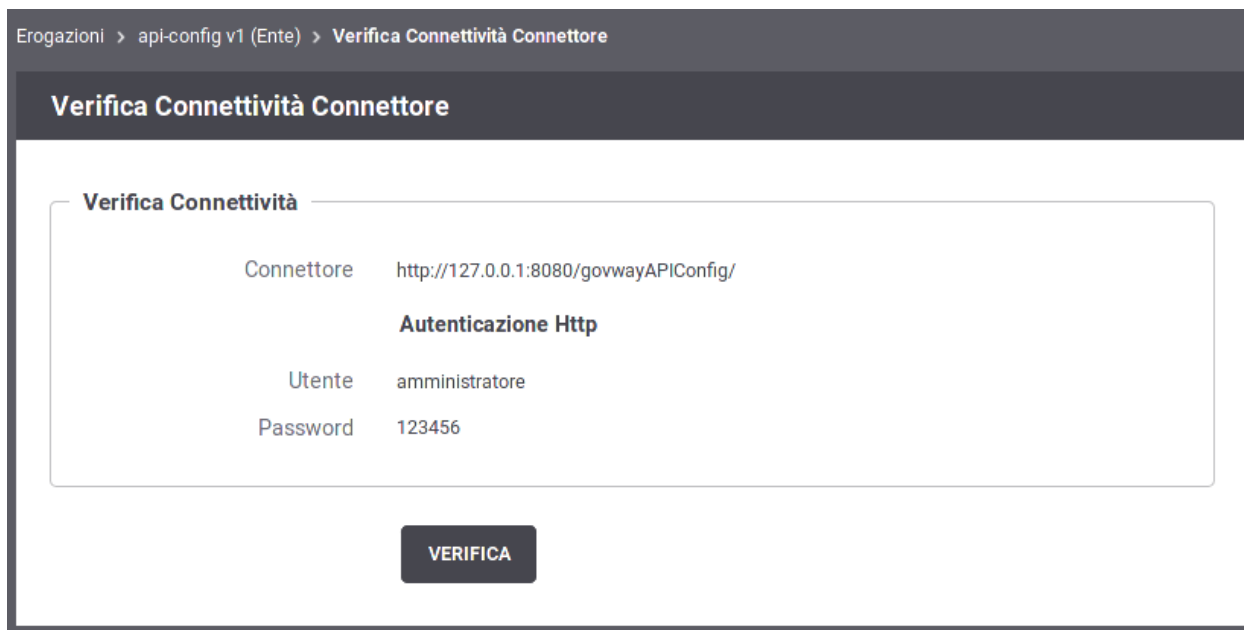 Erogazioni > api-config v1 (Ente) > Verifica Connettività Connettore
Verifica Connettività Connettore
Verifica Connettività
Connettore http://127.0.0.1:8080/govwayAPIConfig/
Autenticazione Http
Utente amministratore
Password 123456
VERIFICA